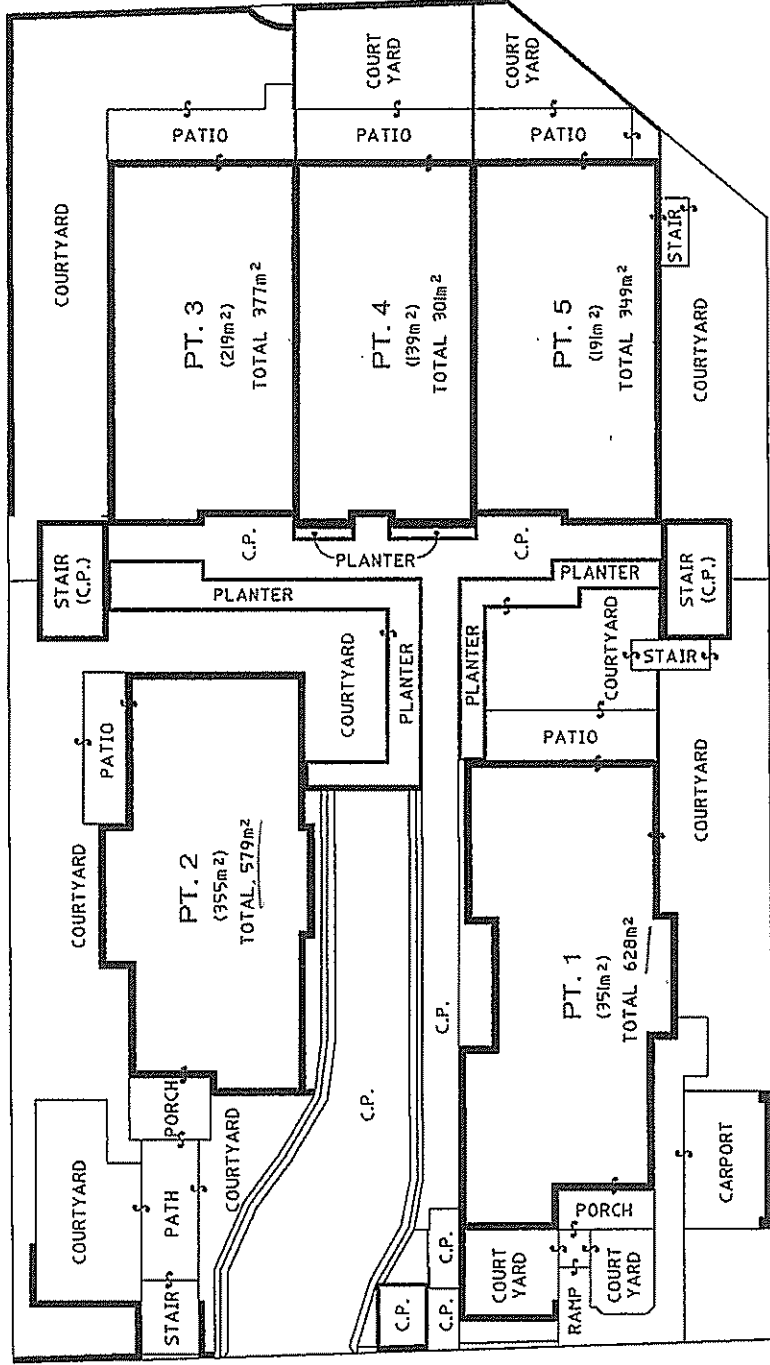 COURTYARD
PATIO
COURT
YARD
PATIO
COURT
YARD
PATIO
PT. 3
(219m²)
TOTAL 377m²
PT. 4
(139m²)
TOTAL 301m²
PT. 5
(191m²)
TOTAL 349m²
STAIR
COURTYARD
STAIR
(C.P.)
C.P.
PLANTER
C.P.
PLANTER
PLANTER
STAIR
(C.P.)
COURTYARD
PLANTER
PLANTER
COURTYARD
STAIR
PATIO
PATIO
COURTYARD
COURTYARD
PT. 2
(355m²)
TOTAL 579m²
PT. 1
(351m²)
TOTAL 628m²
C.P.
C.P.
COURTYARD
PORCH
PATH
COURTYARD
STAIR
C.P.
C.P.
C.P.
COURT
YARD
PORCH
RAMP
COURT
YARD
CARPORT